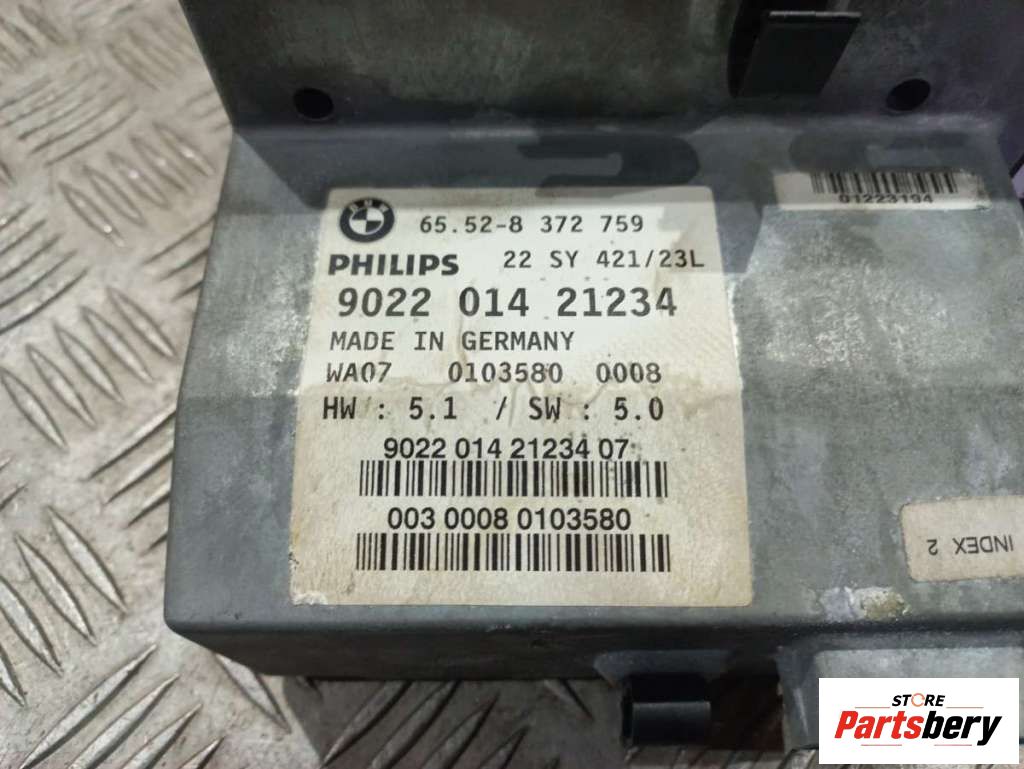 BMW 65.52-8 372 759
01223194
PHILIPS 22 SY 421/23L
9022 014 21234
MADE IN GERMANY
WA07 0103580 0008
HW : 5.1 / SW : 5.0
9022 014 21234 07
003 0008 0103580
INDEX 2
STORE
Partsbery